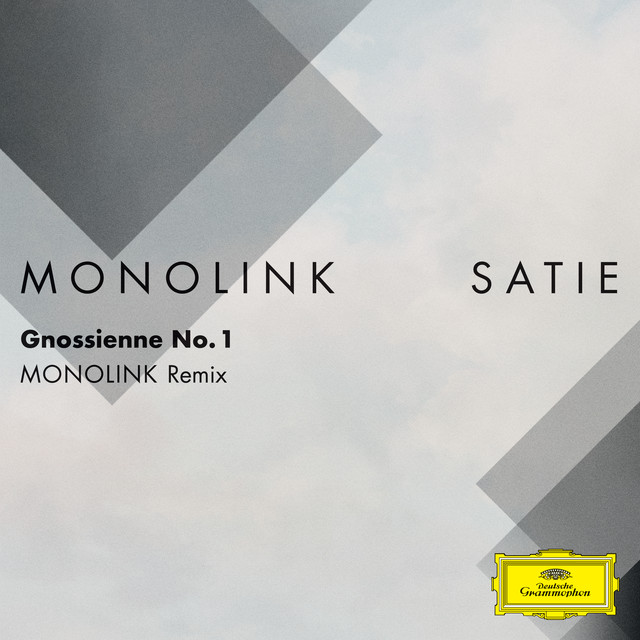 MONOLINK SATIE
Gnossienne No. 1
MONOLINK Remix
Deutsche
Grammophon